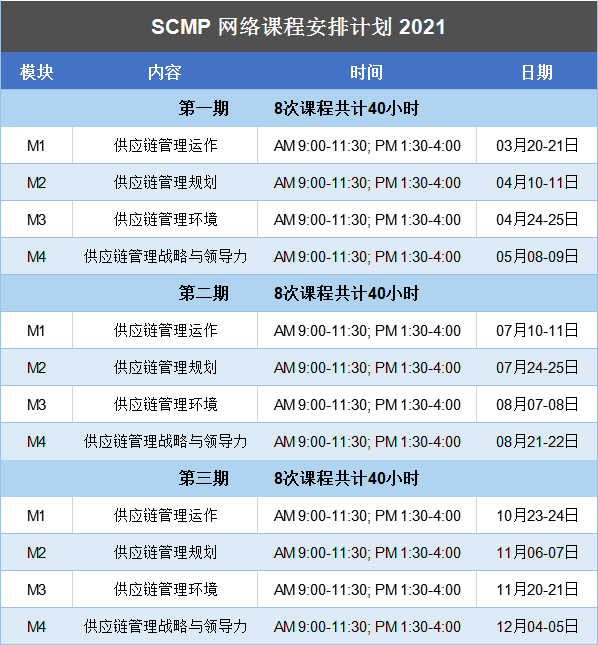 SCMP 网络课程安排计划 2021
模块 内容 时间 日期
第一期 8次课程共计40小时
M1 供应链管理运作 AM 9:00-11:30; PM 1:30-4:00 03月20-21日
M2 供应链管理规划 AM 9:00-11:30; PM 1:30-4:00 04月10-11日
M3 供应链管理环境 AM 9:00-11:30; PM 1:30-4:00 04月24-25日
M4 供应链管理战略与领导力 AM 9:00-11:30; PM 1:30-4:00 05月08-09日
第二期 8次课程共计40小时
M1 供应链管理运作 AM 9:00-11:30; PM 1:30-4:00 07月10-11日
M2 供应链管理规划 AM 9:00-11:30; PM 1:30-4:00 07月24-25日
M3 供应链管理环境 AM 9:00-11:30; PM 1:30-4:00 08月07-08日
M4 供应链管理战略与领导力 AM 9:00-11:30; PM 1:30-4:00 08月21-22日
第三期 8次课程共计40小时
M1 供应链管理运作 AM 9:00-11:30; PM 1:30-4:00 10月23-24日
M2 供应链管理规划 AM 9:00-11:30; PM 1:30-4:00 11月06-07日
M3 供应链管理环境 AM 9:00-11:30; PM 1:30-4:00 11月20-21日
M4 供应链管理战略与领导力 AM 9:00-11:30; PM 1:30-4:00 12月04-05日